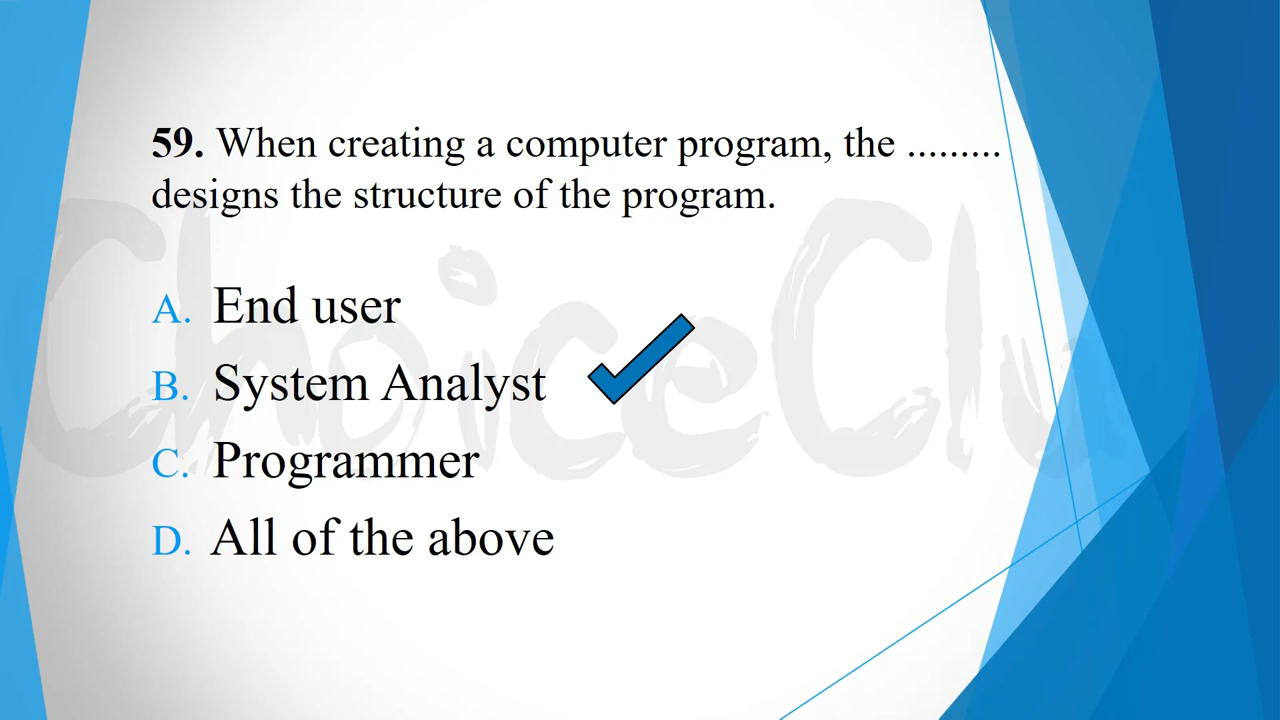 59. When creating a computer program, the .........
designs the structure of the program.
A. End user
B. System Analyst
C. Programmer
D. All of the above
ChoiceClu